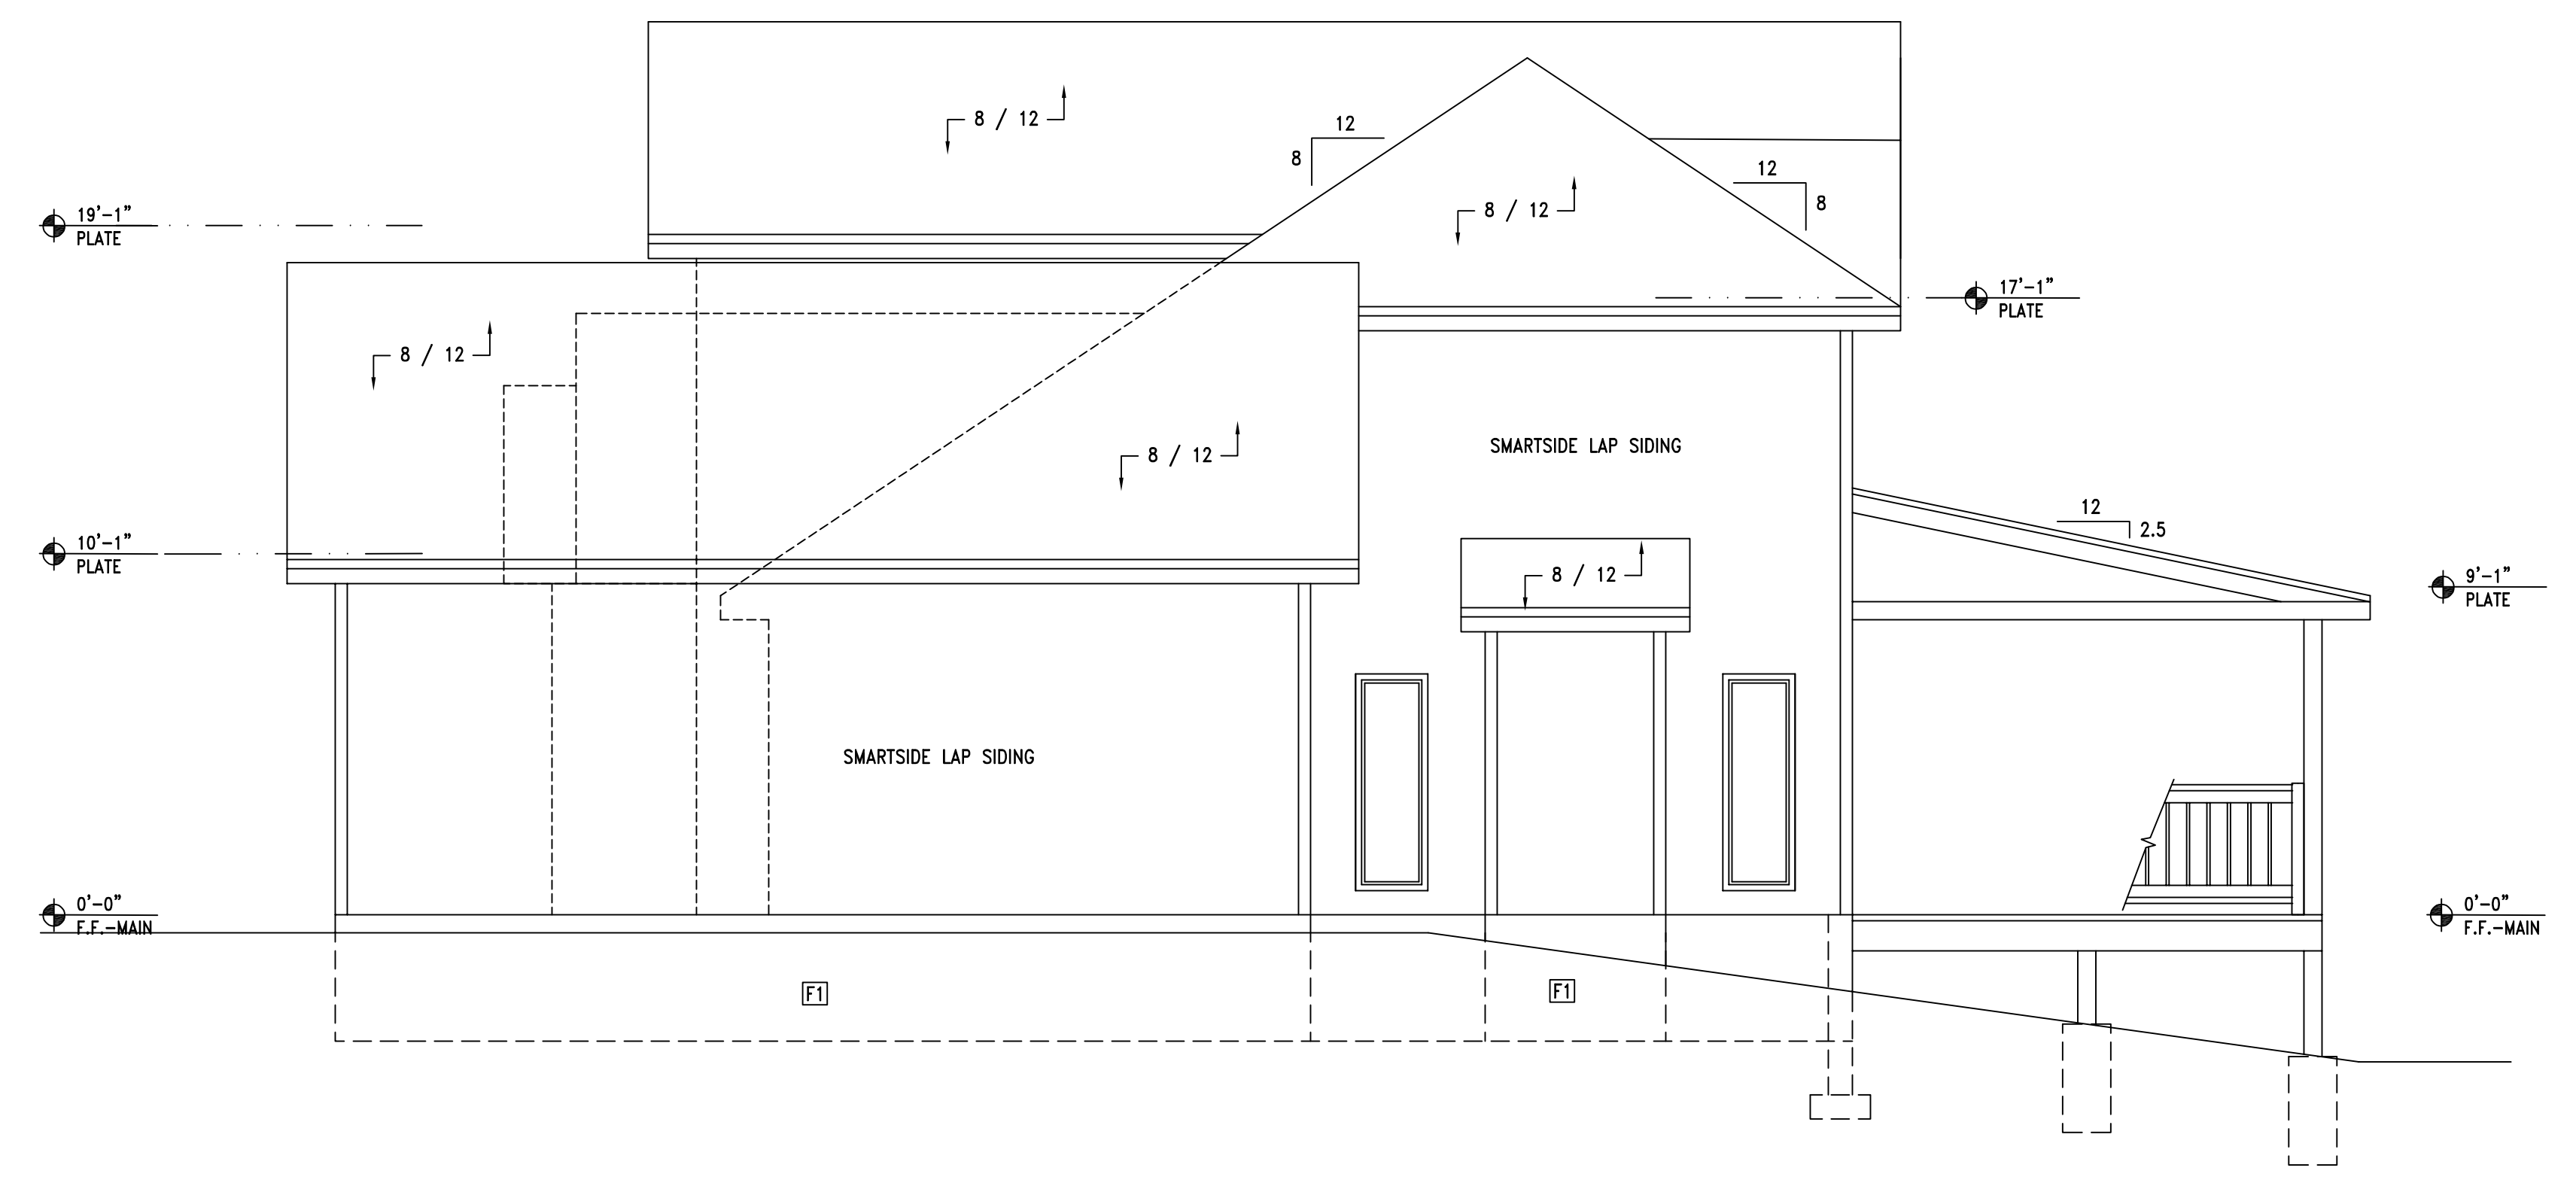 8 / 12
12
8
12
8
8 / 12
19'-1"
PLATE
17'-1"
PLATE
8 / 12
8 / 12
SMARTSIDE LAP SIDING
12
2.5
10'-1"
PLATE
8 / 12
9'-1"
PLATE
SMARTSIDE LAP SIDING
0'-0"
F.F.-MAIN
0'-0"
F.F.-MAIN
F1
F1